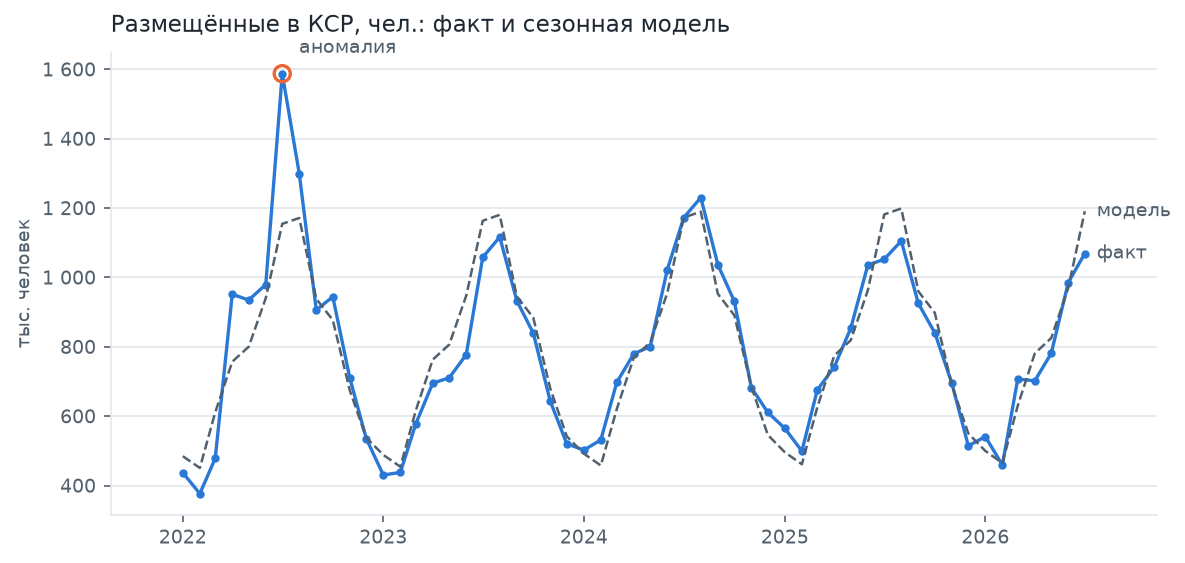 Размещённые в КСР, чел.: факт и сезонная модель
аномалия
1 600
1 400
1 200
1 000
800
600
400
тыс. человек
модель
факт
2022
2023
2024
2025
2026